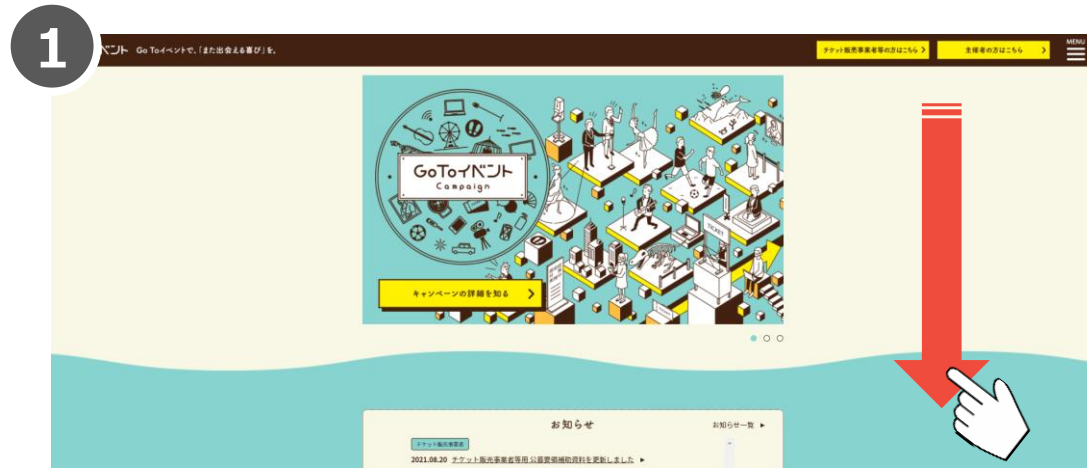 1
イベント Go Toイベントで、「また出会える喜び」を。
チケット販売事業者等の方はこちら
主催者の方はこちら
MENU
GoToイベント
Campaign
TICKET
キャンペーンの詳細を知る
お知らせ
お知らせ一覧 ►
チケット販売事業者
2021.08.20 チケット販売事業者等用 公募要領補助資料を更新しました ►